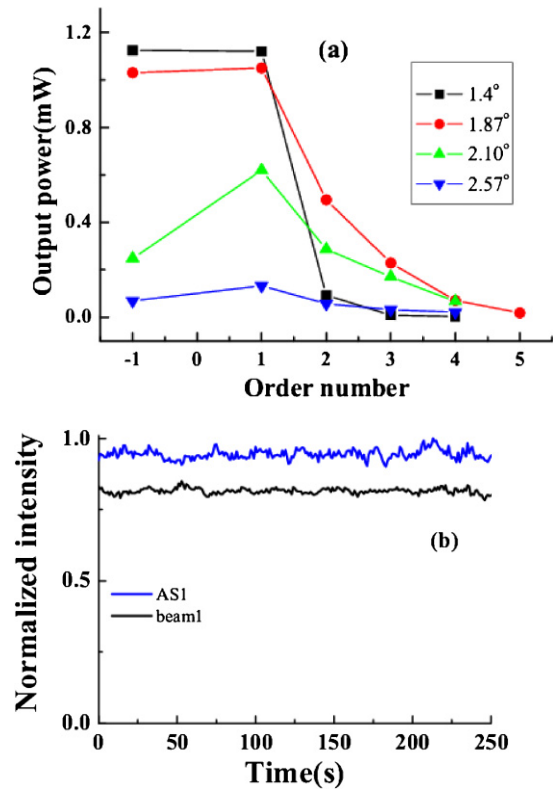 (a)
Output power(mW)
1.2
0.8
0.4
0.0
1.4°
1.87°
2.10°
2.57°
-1 0 1 2 3 4 5
Order number
Normalized intensity
1.0
0.5
0.0
(b)
AS1
beam1
0 50 100 150 200 250
Time(s)